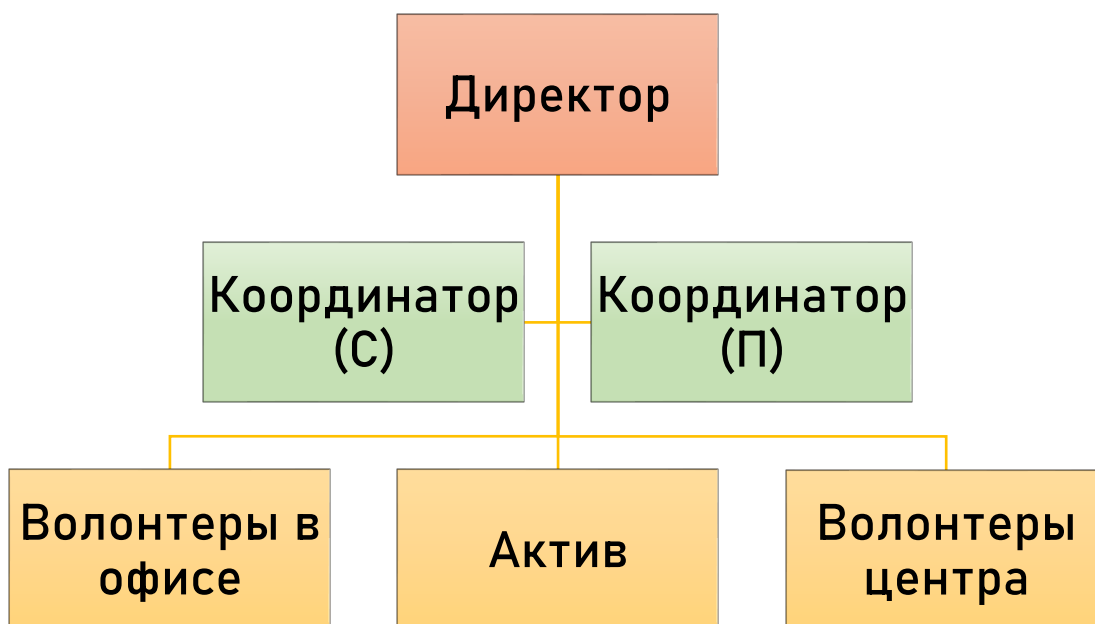 Директор
Координатор
(С)
Координатор
(П)
Волонтеры в
офисе
Актив
Волонтеры
центра